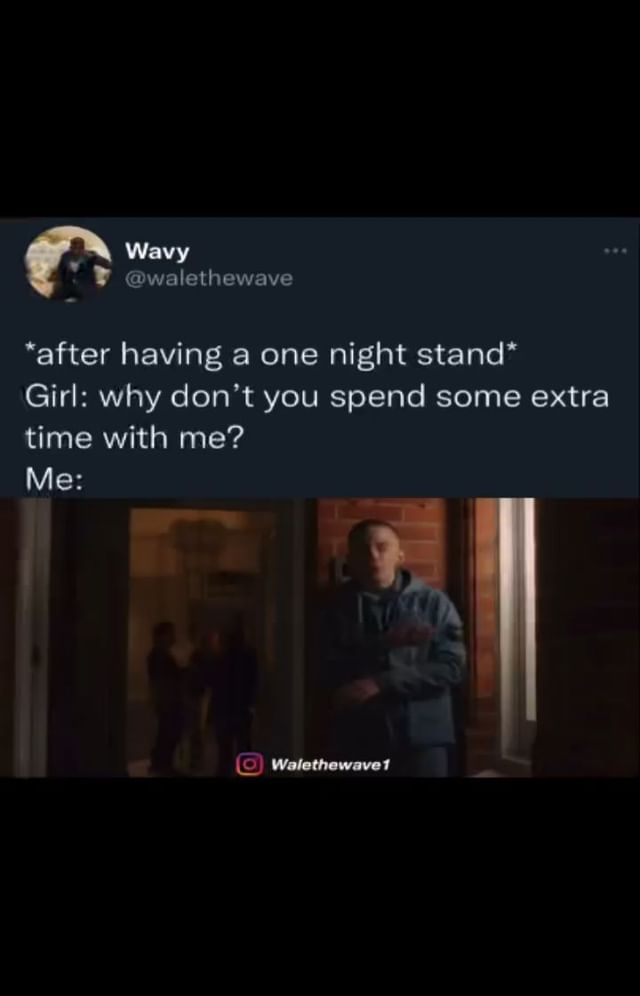 Wavy
@walethewave
*after having a one night stand*
Girl: why don't you spend some extra
time with me?
Me:
Walethewave1